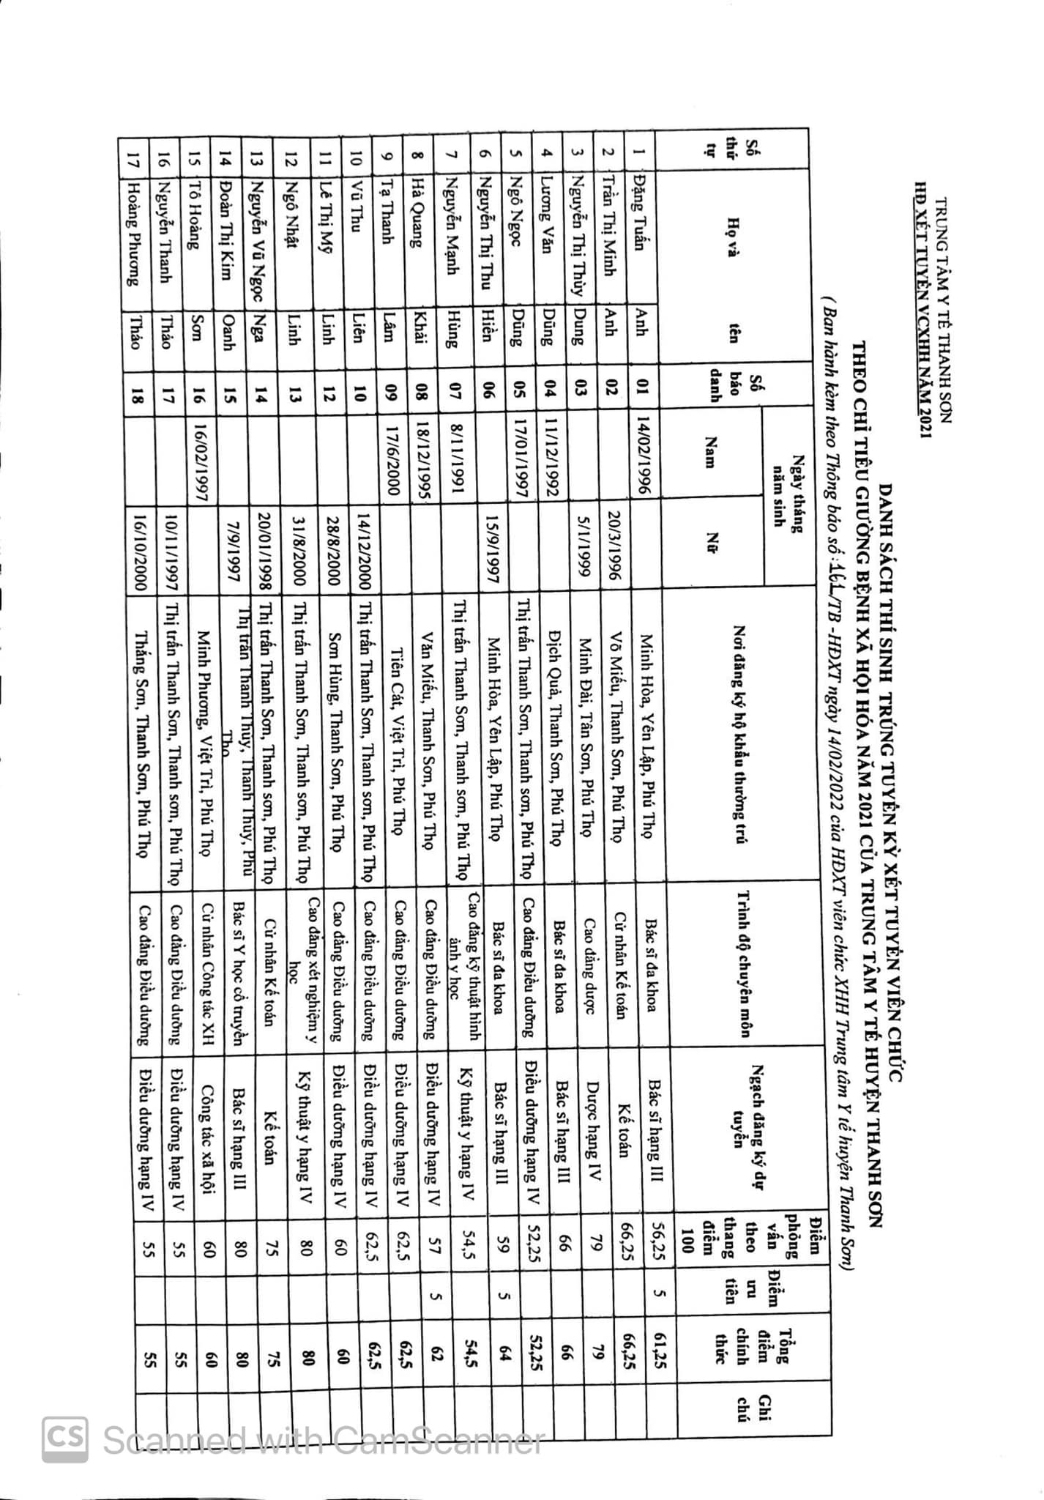 TRUNG TÂM Y TẾ THANH SƠN
HĐ XÉT TUYỂN VCXHH NĂM 2021
DANH SÁCH THÍ SINH TRÚNG TUYỂN KỲ XÉT TUYỂN VIÊN CHỨC
THEO CHỈ TIÊU GIƯỜNG BỆNH XÃ HỘI HÓA NĂM 2021 CỦA TRUNG TÂM Y TẾ HUYỆN THANH SƠN
( Ban hành kèm theo Thông báo số :161/TB -HĐXT ngày 14/02/2022 của HĐXT viên chức XHH Trung tâm Y tế huyện Thanh Sơn)
Số thứ tự Họ và tên Số báo danh Ngày tháng năm sinh Nam Nữ Nơi đăng ký hộ khẩu thường trú Trình độ chuyên môn Ngạch đăng ký dự tuyển Điểm phỏng vấn theo thang điểm 100 Điểm ưu tiên Tổng điểm chính thức Ghi chú
1 Đặng Tuấn Anh 01 14/02/1996 Minh Hòa, Yên Lập, Phú Thọ Bác sĩ đa khoa Bác sĩ hạng III 56,25 5 61,25
2 Trần Thị Minh Anh 02 20/3/1996 Võ Miếu, Thanh Sơn, Phú Thọ Cử nhân Kế toán Kế toán 66,25 66,25
3 Nguyễn Thị Thùy Dung 03 5/1/1999 Minh Đài, Tân Sơn, Phú Thọ Cao đẳng dược Dược hạng IV 79 79
4 Lương Văn Dũng 04 11/12/1992 Địch Quả, Thanh Sơn, Phú Thọ Bác sĩ đa khoa Bác sĩ hạng III 66 66
5 Ngô Ngọc Dũng 05 17/01/1997 Thị trấn Thanh Sơn, Thanh sơn, Phú Thọ Cao đẳng Điều dưỡng Điều dưỡng hạng IV 52,25 52,25
6 Nguyễn Thị Thu Hiền 06 15/9/1997 Minh Hòa, Yên Lập, Phú Thọ Bác sĩ đa khoa Bác sĩ hạng III 59 5 64
7 Nguyễn Mạnh Hùng 07 8/11/1991 Thị trấn Thanh Sơn, Thanh sơn, Phú Thọ Cao đẳng kỹ thuật hình ảnh y học Kỹ thuật y hạng IV 54,5 54,5
8 Hà Quang Khải 08 18/12/1995 Văn Miếu, Thanh Sơn, Phú Thọ Cao đẳng Điều dưỡng Điều dưỡng hạng IV 57 5 62
9 Tạ Thanh Lâm 09 17/6/2000 Tiên Cát, Việt Trì, Phú Thọ Cao đẳng Điều dưỡng Điều dưỡng hạng IV 62,5 62,5
10 Vũ Thu Liên 10 14/12/2000 Thị trấn Thanh Sơn, Thanh sơn, Phú Thọ Cao đẳng Điều dưỡng Điều dưỡng hạng IV 62,5 62,5
11 Lê Thị Mỹ Linh 12 28/8/2000 Sơn Hùng, Thanh Sơn, Phú Thọ Cao đẳng Điều dưỡng Điều dưỡng hạng IV 60 60
12 Ngô Nhật Linh 13 31/8/2000 Thị trấn Thanh Sơn, Thanh sơn, Phú Thọ Cao đẳng xét nghiệm y học Kỹ thuật y hạng IV 80 80
13 Nguyễn Vũ Ngọc Nga 14 20/01/1998 Thị trấn Thanh Sơn, Thanh sơn, Phú Thọ Cử nhân Kế toán Kế toán 75 75
14 Đoàn Thị Kim Oanh 15 7/9/1997 Thị trấn Thanh Thủy, Thanh Thủy, Phú Thọ Bác sĩ Y học cổ truyền Bác sĩ hạng III 80 80
15 Tô Hoàng Sơn 16 16/02/1997 Minh Phương, Việt Trì, Phú Thọ Cử nhân Công tác XH Công tác xã hội 60 60
16 Nguyễn Thanh Thảo 17 10/11/1997 Thị trấn Thanh Sơn, Thanh sơn, Phú Thọ Cao đẳng Điều dưỡng Điều dưỡng hạng IV 55 55
17 Hoàng Phương Thảo 18 16/10/2000 Thắng Sơn, Thanh Sơn, Phú Thọ Cao đẳng Điều dưỡng Điều dưỡng hạng IV 55 55
CS Scanned with CamScanner